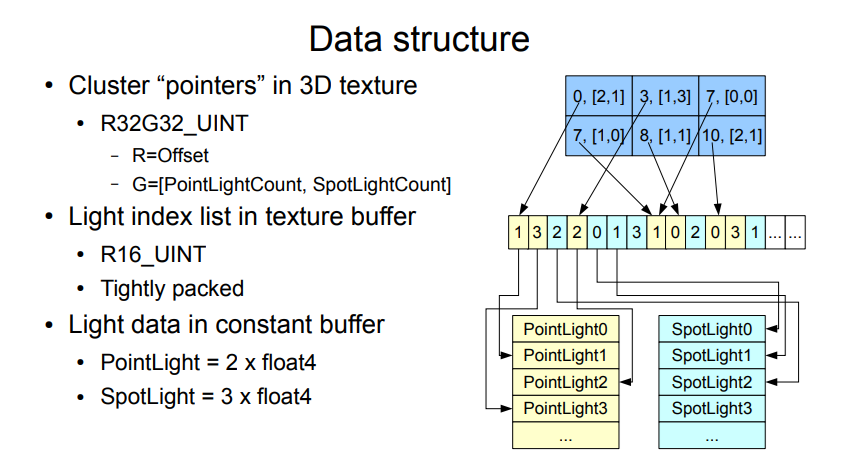 Data structure
• Cluster “pointers” in 3D texture
• R32G32_UINT
– R=Offset
– G=[PointLightCount, SpotLightCount]
• Light index list in texture buffer
• R16_UINT
• Tightly packed
• Light data in constant buffer
• PointLight = 2 x float4
• SpotLight = 3 x float4
0, [2,1] 3, [1,3] 7, [0,0]
7, [1,0] 8, [1,1] 10, [2,1]
1 3 2 2 0 1 3 1 0 2 0 3 1 ... ...
PointLight0 SpotLight0
PointLight1 SpotLight1
PointLight2 SpotLight2
PointLight3 SpotLight3
... ...